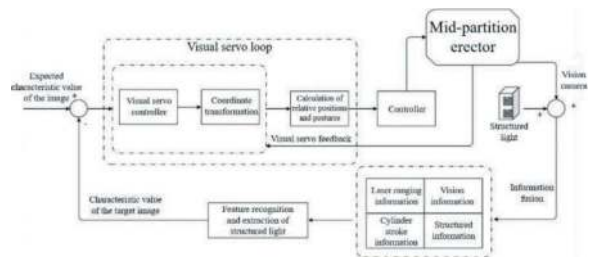 Mid-partition
erector
Visual servo loop
Expected
characteristic value
of the image
+
-
Visual servo
controller
Coordinate
transformation
Calculation of
relative positions
and postures
Controller
Vision
camera
Structured
light
+
+
Visual servo feedback
Information
fusion
Laser ranging
information
Vision
information
Cylinder
stroke
information
Structured
information
Characteristic value
of the target image
Feature recognition
and extraction of
structured light